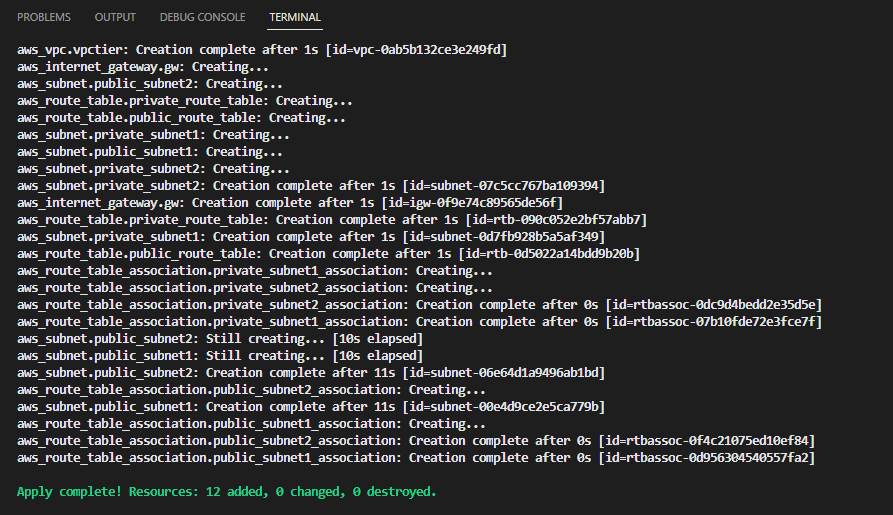 PROBLEMS OUTPUT DEBUG CONSOLE TERMINAL
aws_vpc.vpctier: Creation complete after 1s [id=vpc-0ab5b132ce3e249fd]
aws_internet_gateway.gw: Creating...
aws_subnet.public_subnet2: Creating...
aws_route_table.private_route_table: Creating...
aws_route_table.public_route_table: Creating...
aws_subnet.private_subnet1: Creating...
aws_subnet.public_subnet1: Creating...
aws_subnet.private_subnet2: Creating...
aws_subnet.private_subnet2: Creation complete after 1s [id=subnet-07c5cc767ba109394]
aws_internet_gateway.gw: Creation complete after 1s [id=igw-0f9e74c89565de56f]
aws_route_table.private_route_table: Creation complete after 1s [id=rtb-090c052e2bf57abb7]
aws_subnet.private_subnet1: Creation complete after 1s [id=subnet-0d7fb928b5a5af349]
aws_route_table.public_route_table: Creation complete after 1s [id=rtb-0d5022a14bdd9b20b]
aws_route_table_association.private_subnet1_association: Creating...
aws_route_table_association.private_subnet2_association: Creating...
aws_route_table_association.private_subnet2_association: Creation complete after 0s [id=rtbassoc-0dc9d4bedd2e35d5e]
aws_route_table_association.private_subnet1_association: Creation complete after 0s [id=rtbassoc-07b10fde72e3fce7f]
aws_subnet.public_subnet2: Still creating... [10s elapsed]
aws_subnet.public_subnet1: Still creating... [10s elapsed]
aws_subnet.public_subnet2: Creation complete after 11s [id=subnet-06e64d1a9496ab1bd]
aws_route_table_association.public_subnet2_association: Creating...
aws_subnet.public_subnet1: Creation complete after 11s [id=subnet-00e4d9ce2e5ca779b]
aws_route_table_association.public_subnet1_association: Creating...
aws_route_table_association.public_subnet2_association: Creation complete after 0s [id=rtbassoc-0f4c21075ed10ef84]
aws_route_table_association.public_subnet1_association: Creation complete after 0s [id=rtbassoc-0d956304540557fa2]
Apply complete! Resources: 12 added, 0 changed, 0 destroyed.